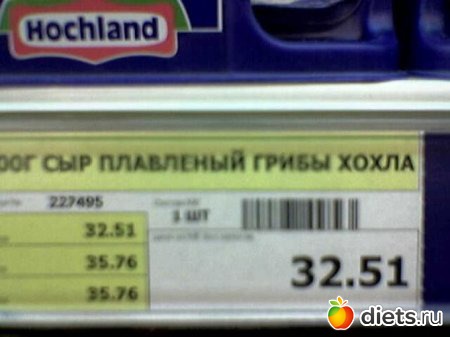 Hochland
00Г СЫР ПЛАВЛЕНЫЙ ГРИБЫ ХОХЛА
227495
1 ШТ
32.51
35.76
35.76
32.51
diets.ru